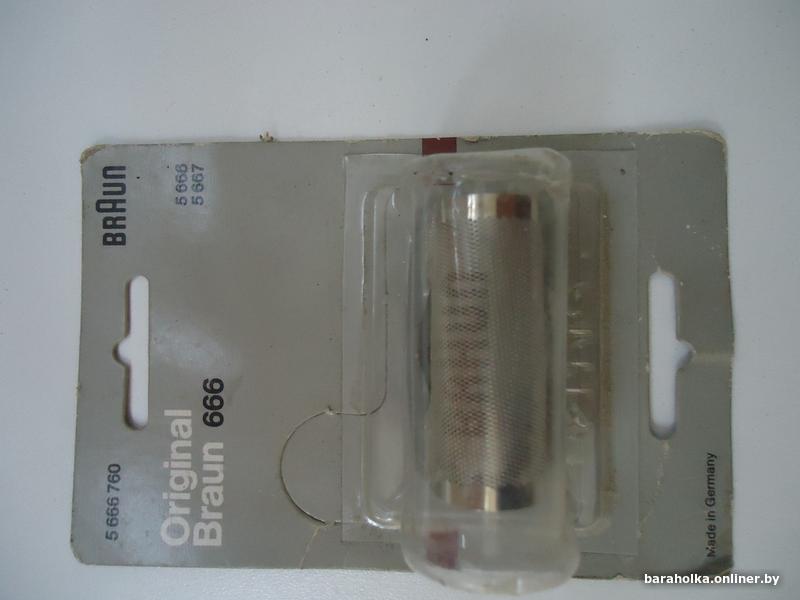 BRAUN
5 666
5 667
5 666 760
Original
Braun 666
BRAUN
Made in Germany
baraholka.onliner.by